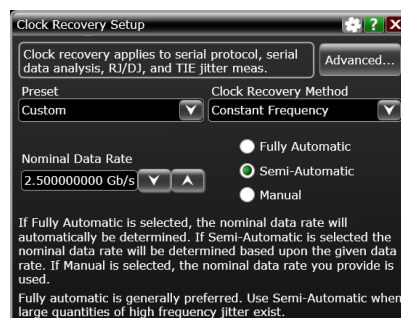 Clock Recovery Setup
?
X
Clock recovery applies to serial protocol, serial
data analysis, RJ/DJ, and TIE jitter meas.
Advanced...
Preset
Clock Recovery Method
Custom
Constant Frequency
Fully Automatic
Nominal Data Rate
Semi-Automatic
2.500000000 Gb/s
Manual
If Fully Automatic is selected, the nominal data rate will
automatically be determined. If Semi-Automatic is selected the
nominal data rate will be determined based upon the given data
rate. If Manual is selected, the nominal data rate you provide is
used.
Fully automatic is generally preferred. Use Semi-Automatic when
large quantities of high frequency jitter exist.